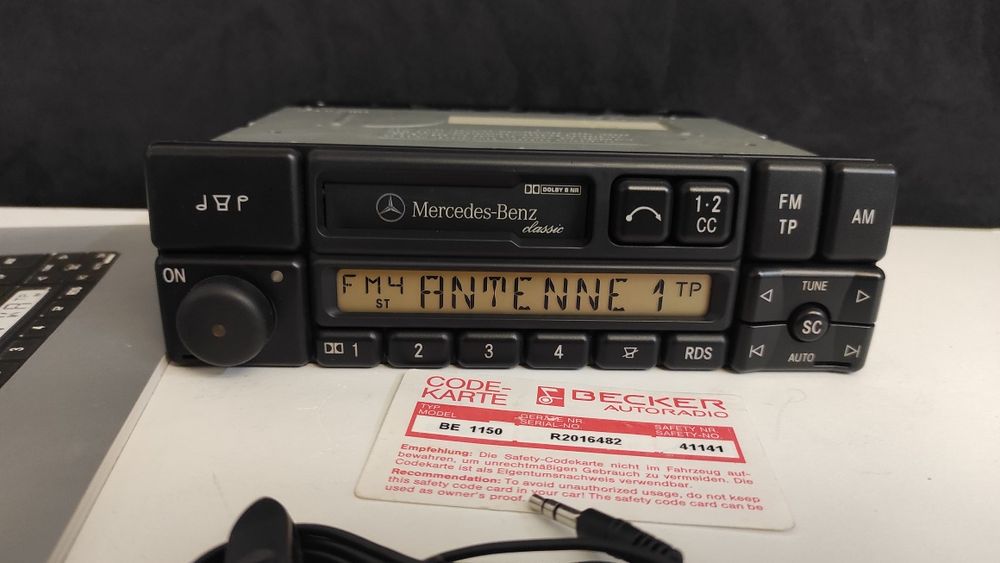 DOLBY B NR
Mercedes-Benz
classic
1·2
CC
FM
TP
AM
ON
FM4
ST
ANTENNE 1
TP
TUNE
SC
AUTO
1
2
3
4
RDS
CODE-
KARTE
BECKER
AUTORADIO
TYP
MODEL
GERÄTE NR
SERIAL-NO.
SAFETY NR.
SAFETY-NO.
BE 1150
R2016482
41141
Empfehlung: Die Safety-Codekarte nicht im Fahrzeug auf-
bewahren, um unrechtmäßigen Gebrauch zu vermeiden. Die
Codekarte ist als Eigentumsnachweis verwendbar.
Recommendation: To avoid unauthorized usage, do not keep
this safety code card in your car! The safety code card can be
used as owner's proof.